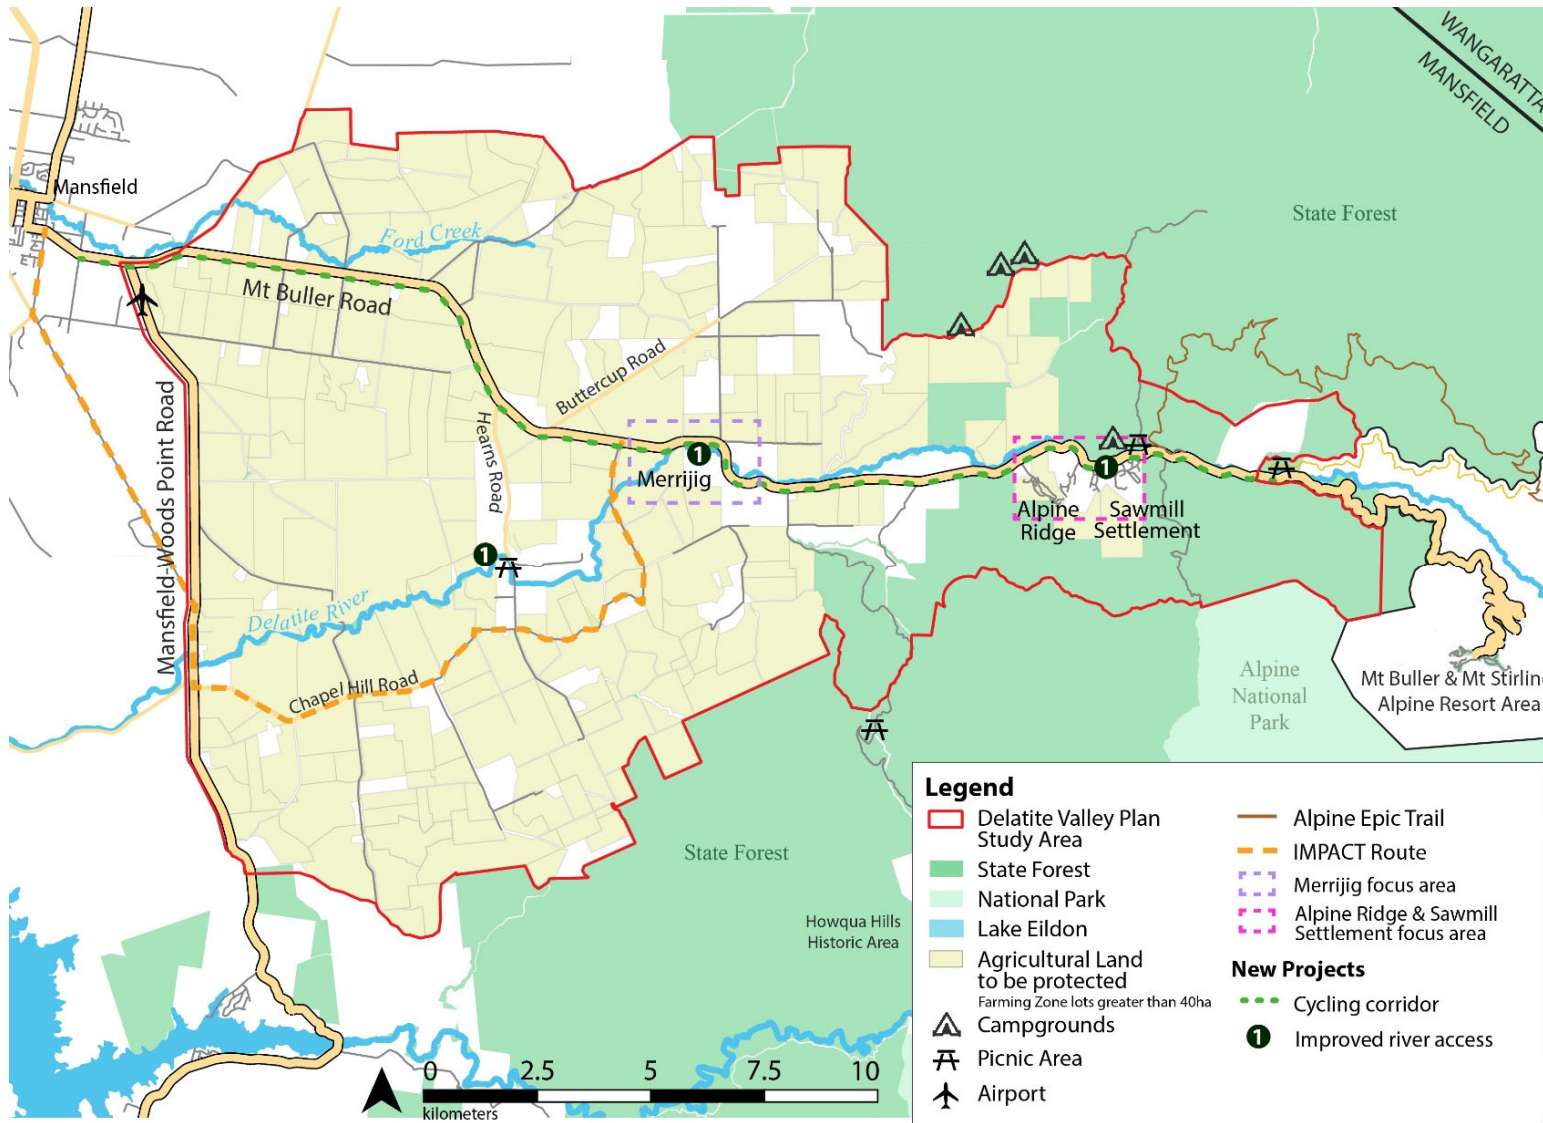 WANGARATTA
MANSFIELD
Mansfield
State Forest
Ford Creek
Mt Buller Road
Buttercup Road
Mansfield-Woods Point Road
Hearns Road
1
Merrijig
1
Alpine
Ridge
Sawmill
Settlement
1
Delatite River
Chapel Hill Road
Alpine
National
Park
Mt Buller & Mt Stirlin
Alpine Resort Area
State Forest
Howqua Hills
Historic Area
0 2.5 5 7.5 10
kilometers
Legend
Delatite Valley Plan
Study Area
State Forest
National Park
Lake Eildon
Agricultural Land
to be protected
Farming Zone lots greater than 40ha
Campgrounds
Picnic Area
Airport
Alpine Epic Trail
IMPACT Route
Merrijig focus area
Alpine Ridge & Sawmill
Settlement focus area
New Projects
Cycling corridor
1 Improved river access